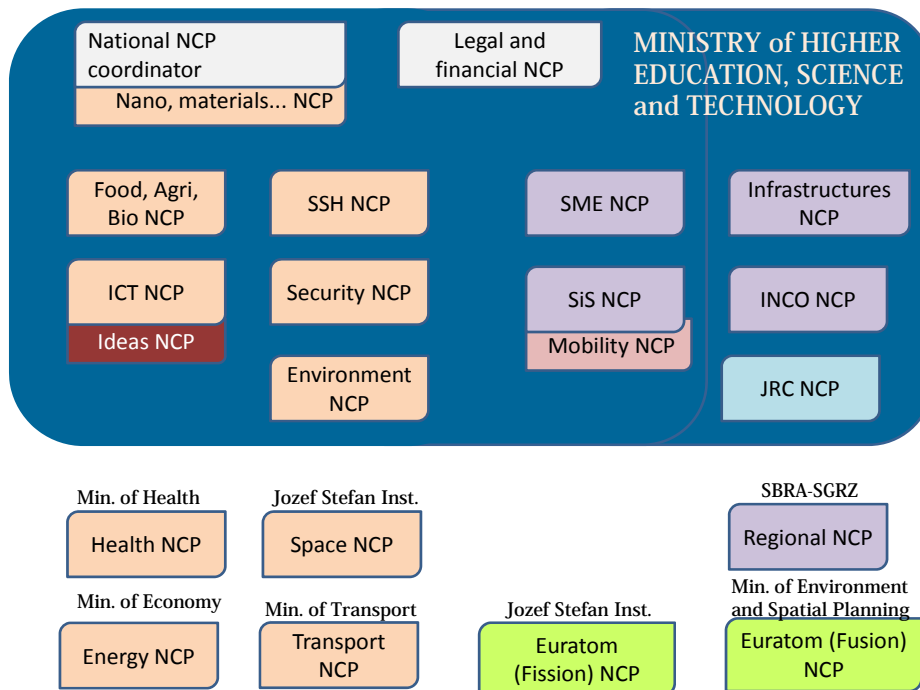 National NCP
coordinator
Nano, materials... NCP
Legal and
financial NCP
MINISTRY of HIGHER
EDUCATION, SCIENCE
and TECHNOLOGY
Food, Agri,
Bio NCP
SSH NCP
SME NCP
Infrastructures
NCP
ICT NCP
Ideas NCP
Security NCP
SiS NCP
Mobility NCP
INCO NCP
Environment
NCP
JRC NCP
Min. of Health
Health NCP
Jozef Stefan Inst.
Space NCP
SBRA-SGRZ
Regional NCP
Min. of Economy
Energy NCP
Min. of Transport
Transport
NCP
Jozef Stefan Inst.
Euratom
(Fission) NCP
Min. of Environment
and Spatial Planning
Euratom (Fusion)
NCP